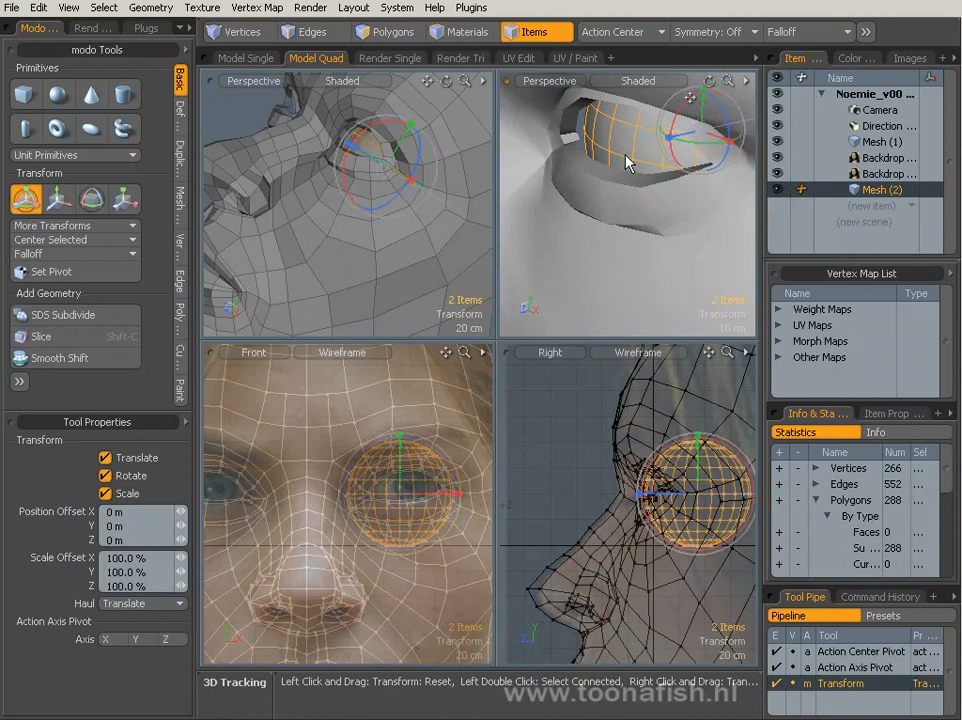 File Edit View Select Geometry Texture Vertex Map Render Layout System Help Plugins
Modo ... Rend ... Plugs
Vertices Edges Polygons Materials Items Action Center Symmetry: Off Falloff
modo Tools
Model Single Model Quad Render Single Render Tri UV Edit UV / Paint +
Item ... Color ... Images +
Primitives
Unit Primitives
Transform
More Transforms
Center Selected
Falloff
Set Pivot
Add Geometry
SDS Subdivide
Slice Shift-C
Smooth Shift
Basic
Def ...
Duplic...
Mesh ...
Ver ...
Edge
Poly ...
Cu ...
Paint
Tool Properties
Transform
Translate
Rotate
Scale
Position Offset X 0 m
Y 0 m
Z 0 m
Scale Offset X 100.0 %
Y 100.0 %
Z 100.0 %
Haul Translate
Action Axis Pivot
Axis X Y Z
Perspective Shaded
2 Items
Transform
20 cm
Perspective Shaded
2 Items
Transform
10 cm
Front Wireframe
2 Items
Transform
20 cm
Right Wireframe
2 Items
Transform
20 cm
Name
Noemie_v00 ...
Camera
Direction ...
Mesh (1)
Backdrop ...
Backdrop ...
Mesh (2)
(new item)
(new scene)
Vertex Map List
Name Type
Weight Maps
UV Maps
Morph Maps
Other Maps
Info & Sta ... Item Prop ... +
Statistics Info
+ - Name Num Sel
+ - Vertices 266 ...
+ - Edges 552 ...
+ - Polygons 288 ...
+ - By Type
+ - Faces 0 ...
+ - Su ... 288 ...
+ - Cur... 0 ...
Tool Pipe Command History +
Pipeline Presets
E V A Tool Pr ...
a Action Center Pivot act ...
a Action Axis Pivot act ...
m Transform Tra...
3D Tracking Left Click and Drag: Transform: Reset, Left Double Click: Select Connected, Right Click and Drag: Tran...
www.toonafish.nl